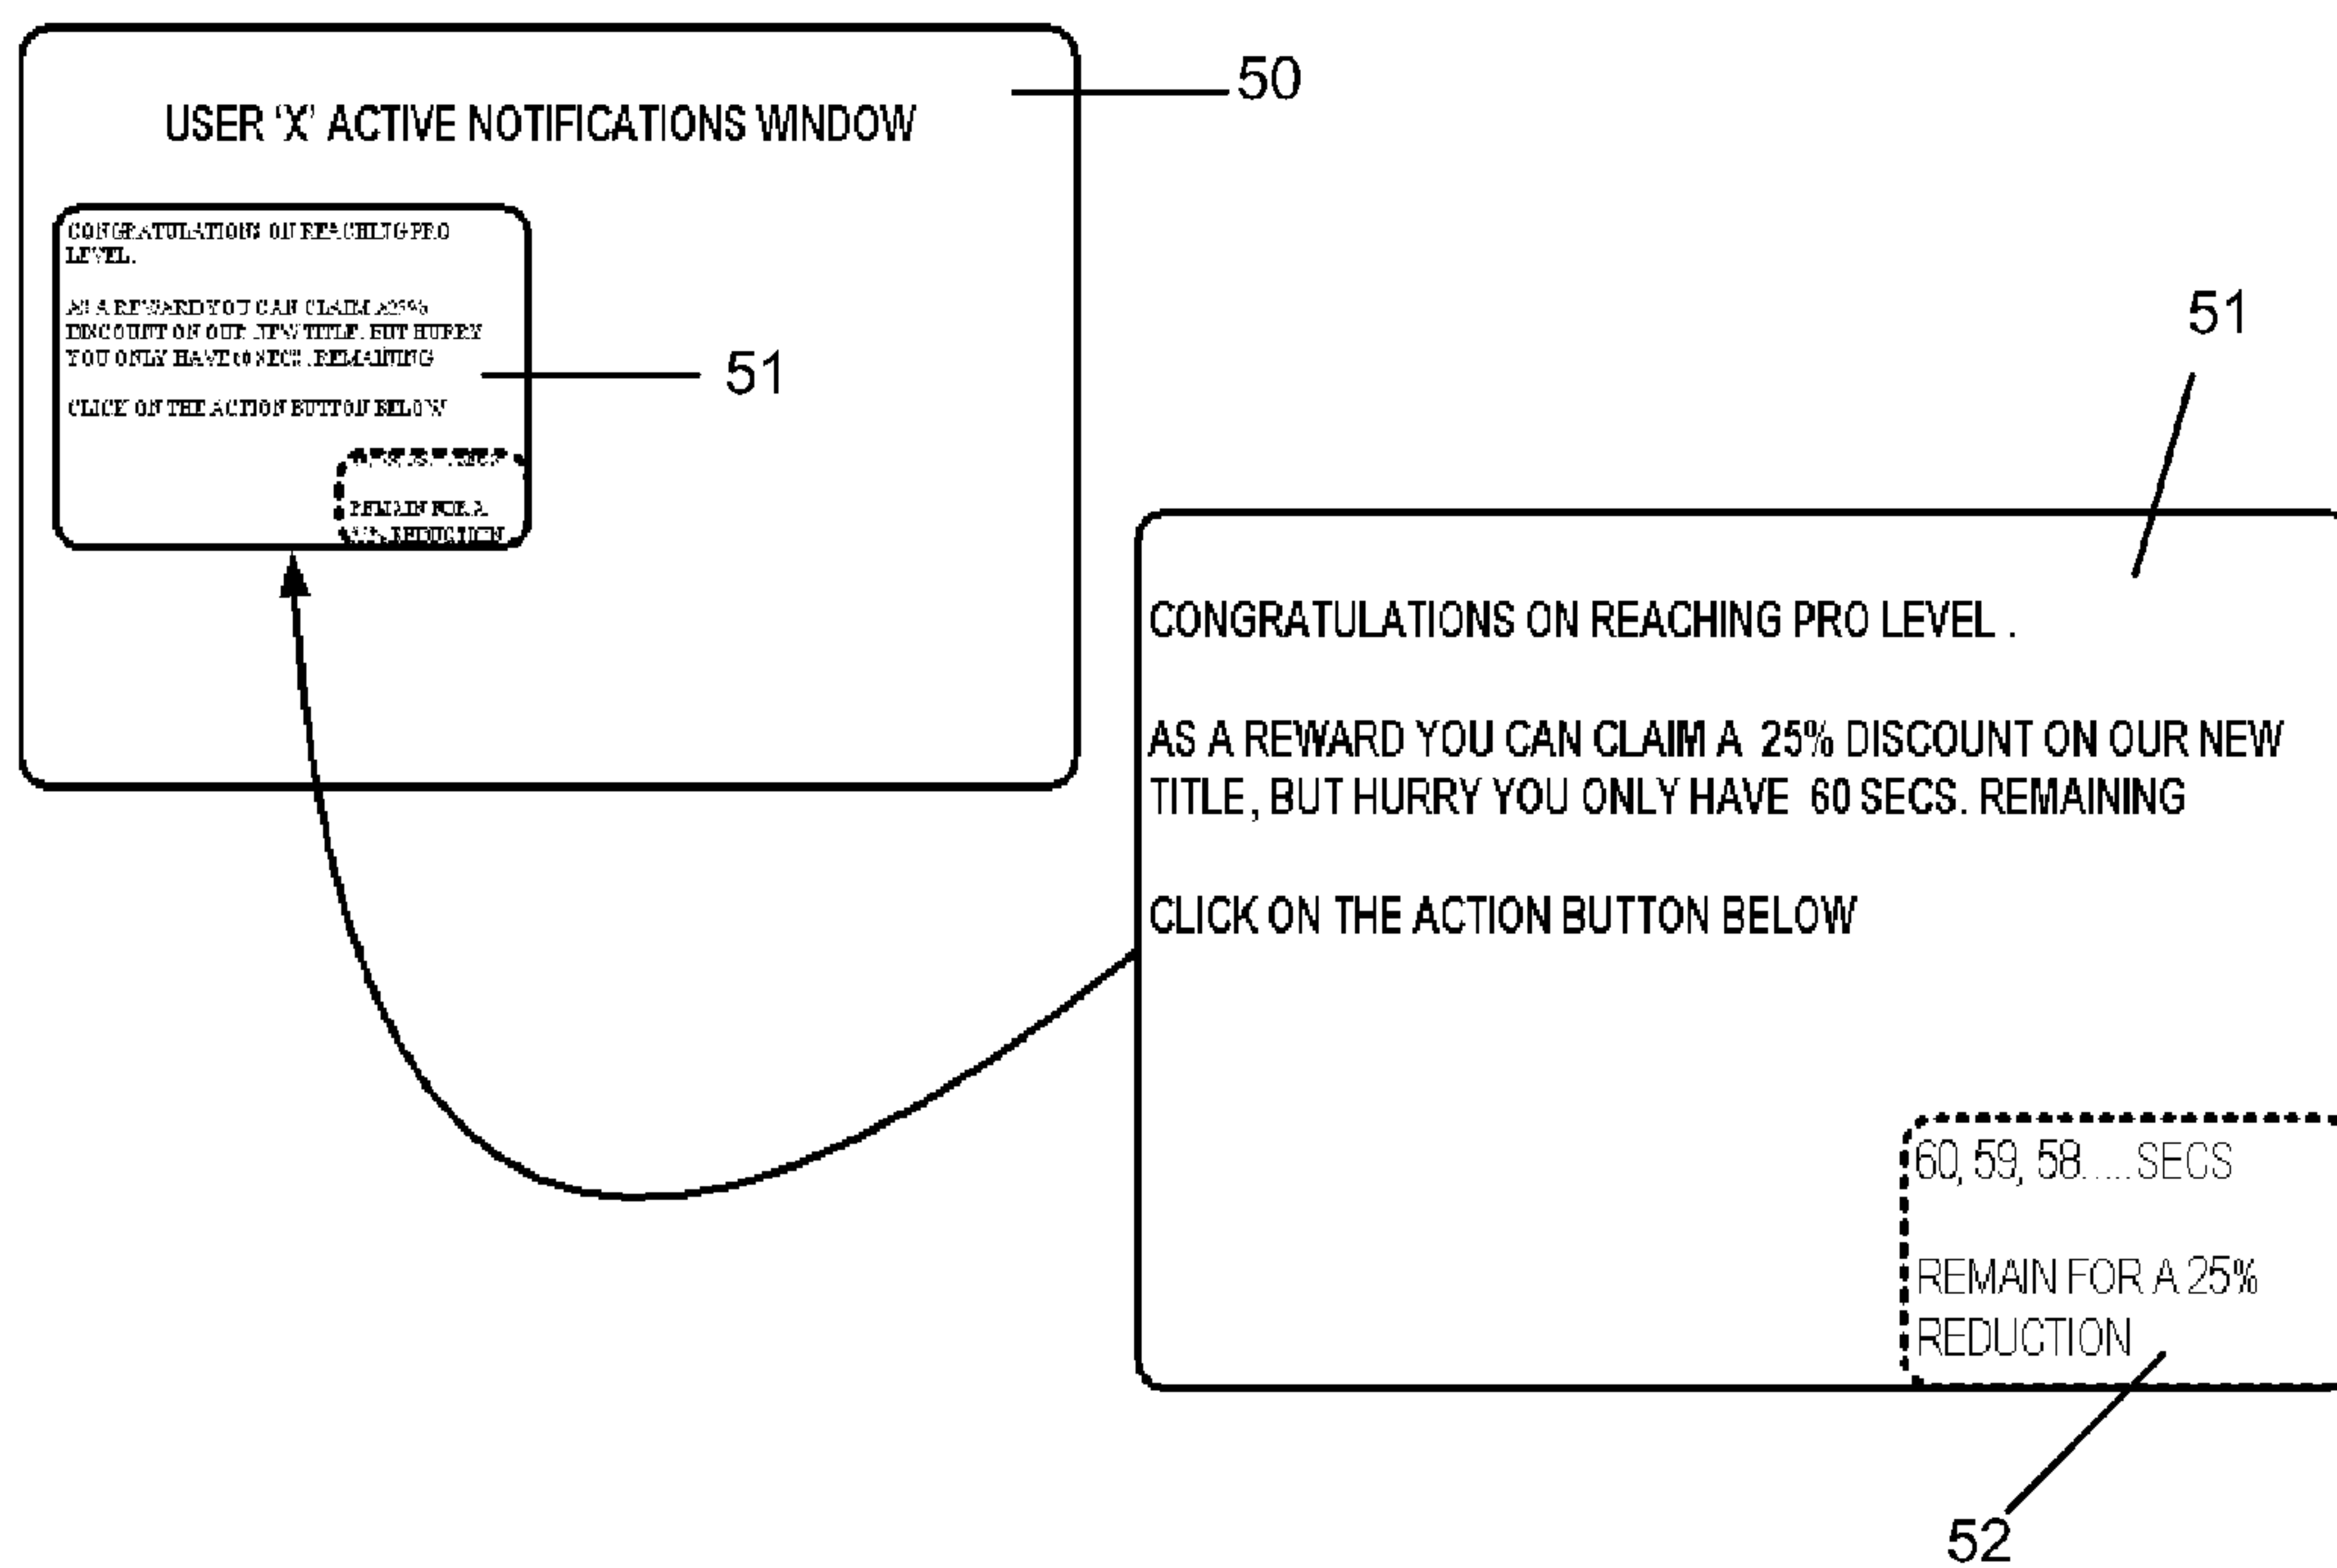 50
USER 'X' ACTIVE NOTIFICATIONS WINDOW
CONGRATULATIONS ON REACHING PRO
LEVEL.
AS A REWARD YOU CAN CLAIM A 25%
DISCOUNT ON OUR NEW TITLE, BUT HURRY
YOU ONLY HAVE 60 SECS. REMAINING
CLICK ON THE ACTION BUTTON BELOW
SECS
REMAIN FOR A
REDUCTION
51
51
CONGRATULATIONS ON REACHING PRO LEVEL .
AS A REWARD YOU CAN CLAIM A 25% DISCOUNT ON OUR NEW
TITLE, BUT HURRY YOU ONLY HAVE 60 SECS. REMAINING
CLICK ON THE ACTION BUTTON BELOW
60, 59, 58.....SECS
REMAIN FOR A 25%
REDUCTION
52